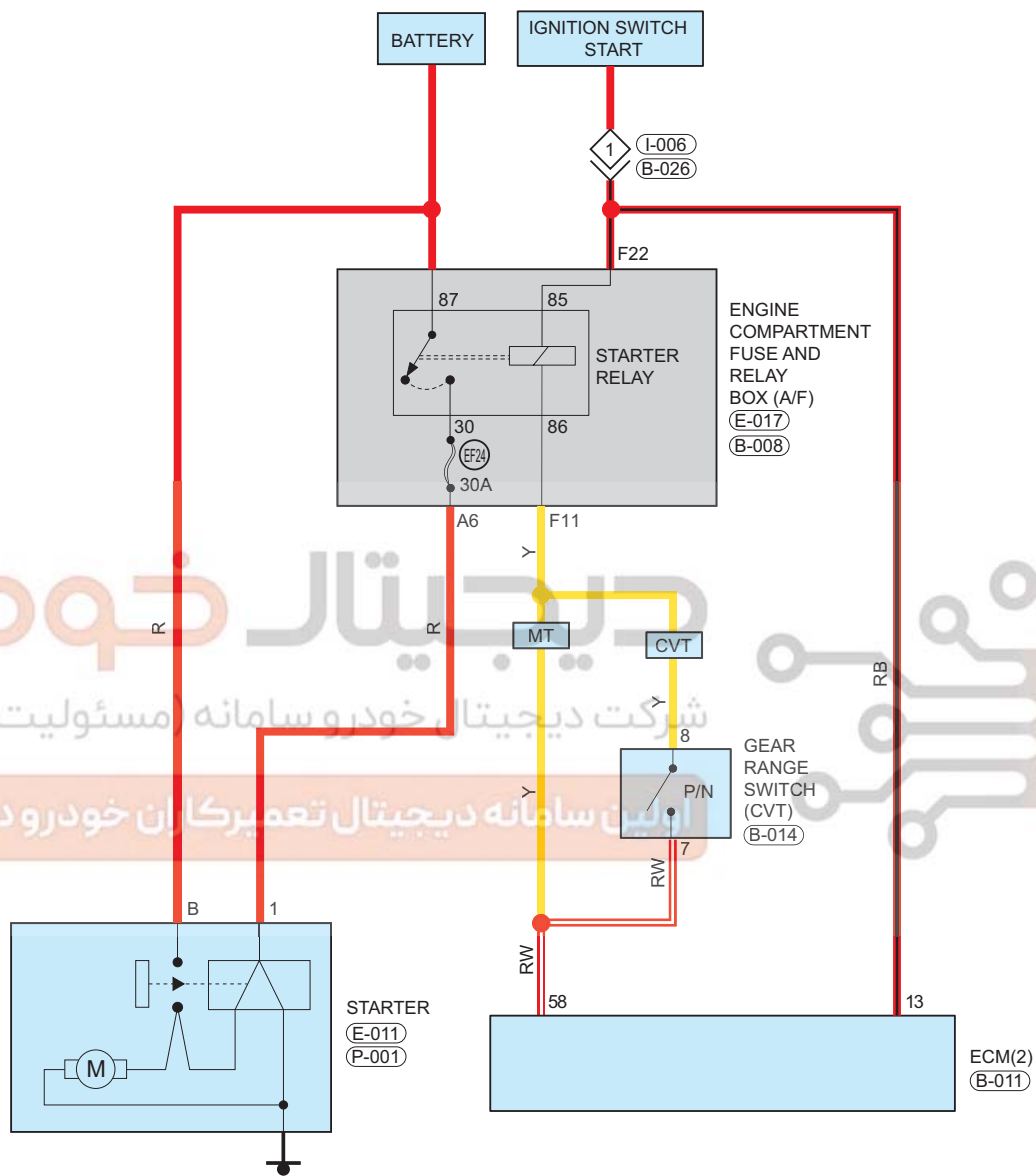 BATTERY
IGNITION SWITCH
START
1
I-006
B-026
F22
87
85
STARTER
RELAY
30
86
EF24
30A
ENGINE
COMPARTMENT
FUSE AND
RELAY
BOX (A/F)
E-017
B-008
A6
F11
Y
دیجیتال خود
R
R
MT
CVT
RB
شرکت دیجیتال خودرو سامانه (مسئولیت
Y
8
GEAR
RANGE
SWITCH
(CVT)
B-014
P/N
Y
اولین سامانه دیجیتال تعمیرکاران خودرو د
7
RW
B
1
RW
58
13
STARTER
E-011
P-001
M
ECM(2)
B-011